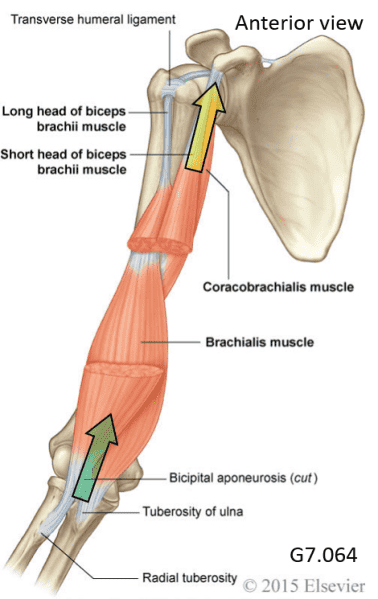 Transverse humeral ligament
Anterior view
Long head of biceps
brachii muscle
Short head of biceps
brachii muscle
Coracobrachialis muscle
Brachialis muscle
Bicipital aponeurosis (cut)
Tuberosity of ulna
G7.064
Radial tuberosity
© 2015 Elsevier